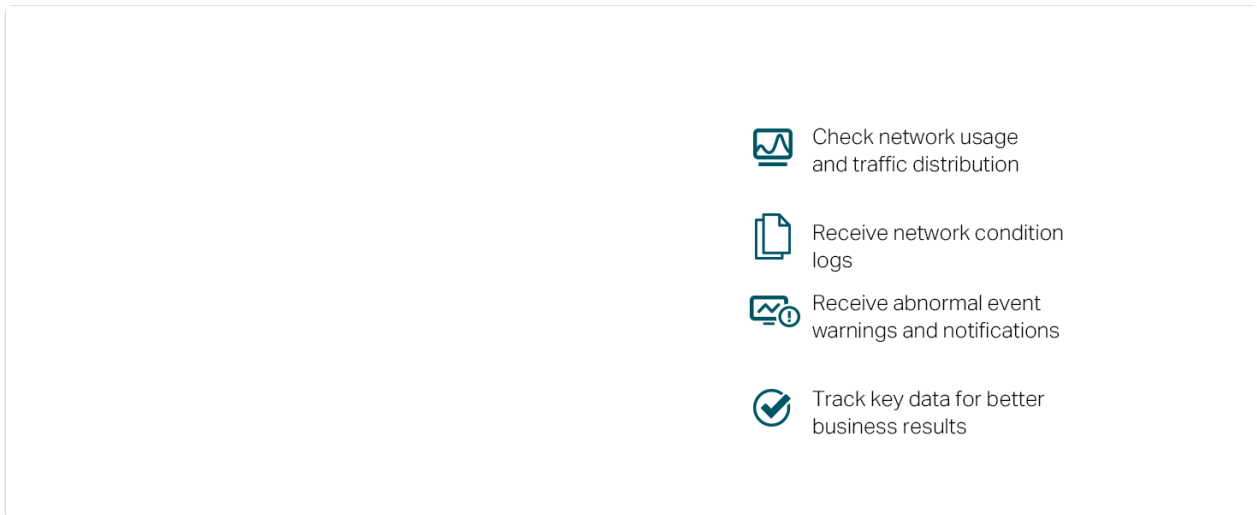 Check network usage
and traffic distribution
Receive network condition
logs
Receive abnormal event
warnings and notifications
Track key data for better
business results